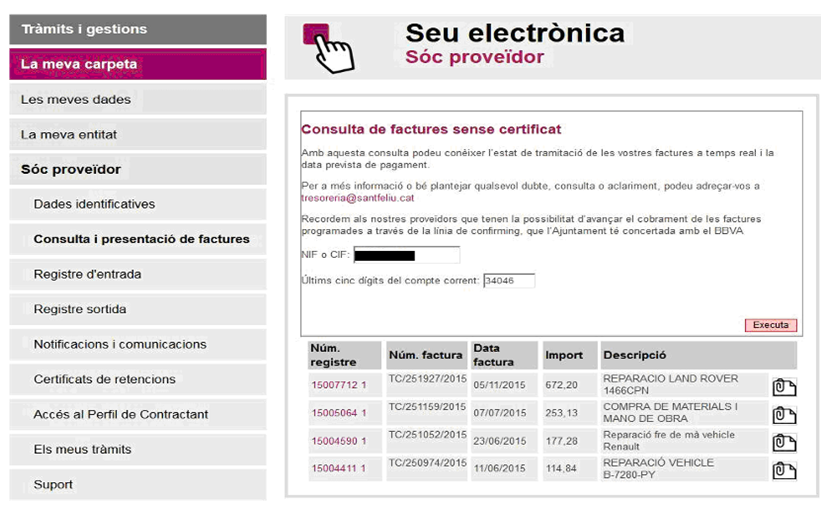 Tràmits i gestions
La meva carpeta
Les meves dades
La meva entitat
Sóc proveïdor
Dades identificatives
Consulta i presentació de factures
Registre d'entrada
Registre sortida
Notificacions i comunicacions
Certificats de retencions
Accés al Perfil de Contractant
Els meus tràmits
Suport
Seu electrònica
Sóc proveïdor
Consulta de factures sense certificat
Amb aquesta consulta podeu conèixer l'estat de tramitació de les vostres factures a temps real i la
data prevista de pagament.
Per a més informació o bé plantejar qualsevol dubte, consulta o aclariment, podeu adreçar-vos a
tresoreria@santfeliu.cat
Recordem als nostres proveïdors que tenen la possibilitat d'avançar el cobrament de les factures
programades a través de la línia de confirming, que l'Ajuntament té concertada amb el BBVA
NIF o CIF:
Últims cinc dígits del compte corrent: 34046
Executa
Núm. registre Núm. factura Data factura Import Descripció
15007712 1 TC/251927/2015 05/11/2015 672,20 REPARACIO LAND ROVER
1466CPN
15005064 1 TC/251159/2015 07/07/2015 253,13 COMPRA DE MATERIALS I
MANO DE OBRA
15004590 1 TC/251052/2015 23/06/2015 177,28 Reparació fre de mà vehicle
Renault
15004411 1 TC/250974/2015 11/06/2015 114,84 REPARACIÓ VEHICLE
B-7280-PY